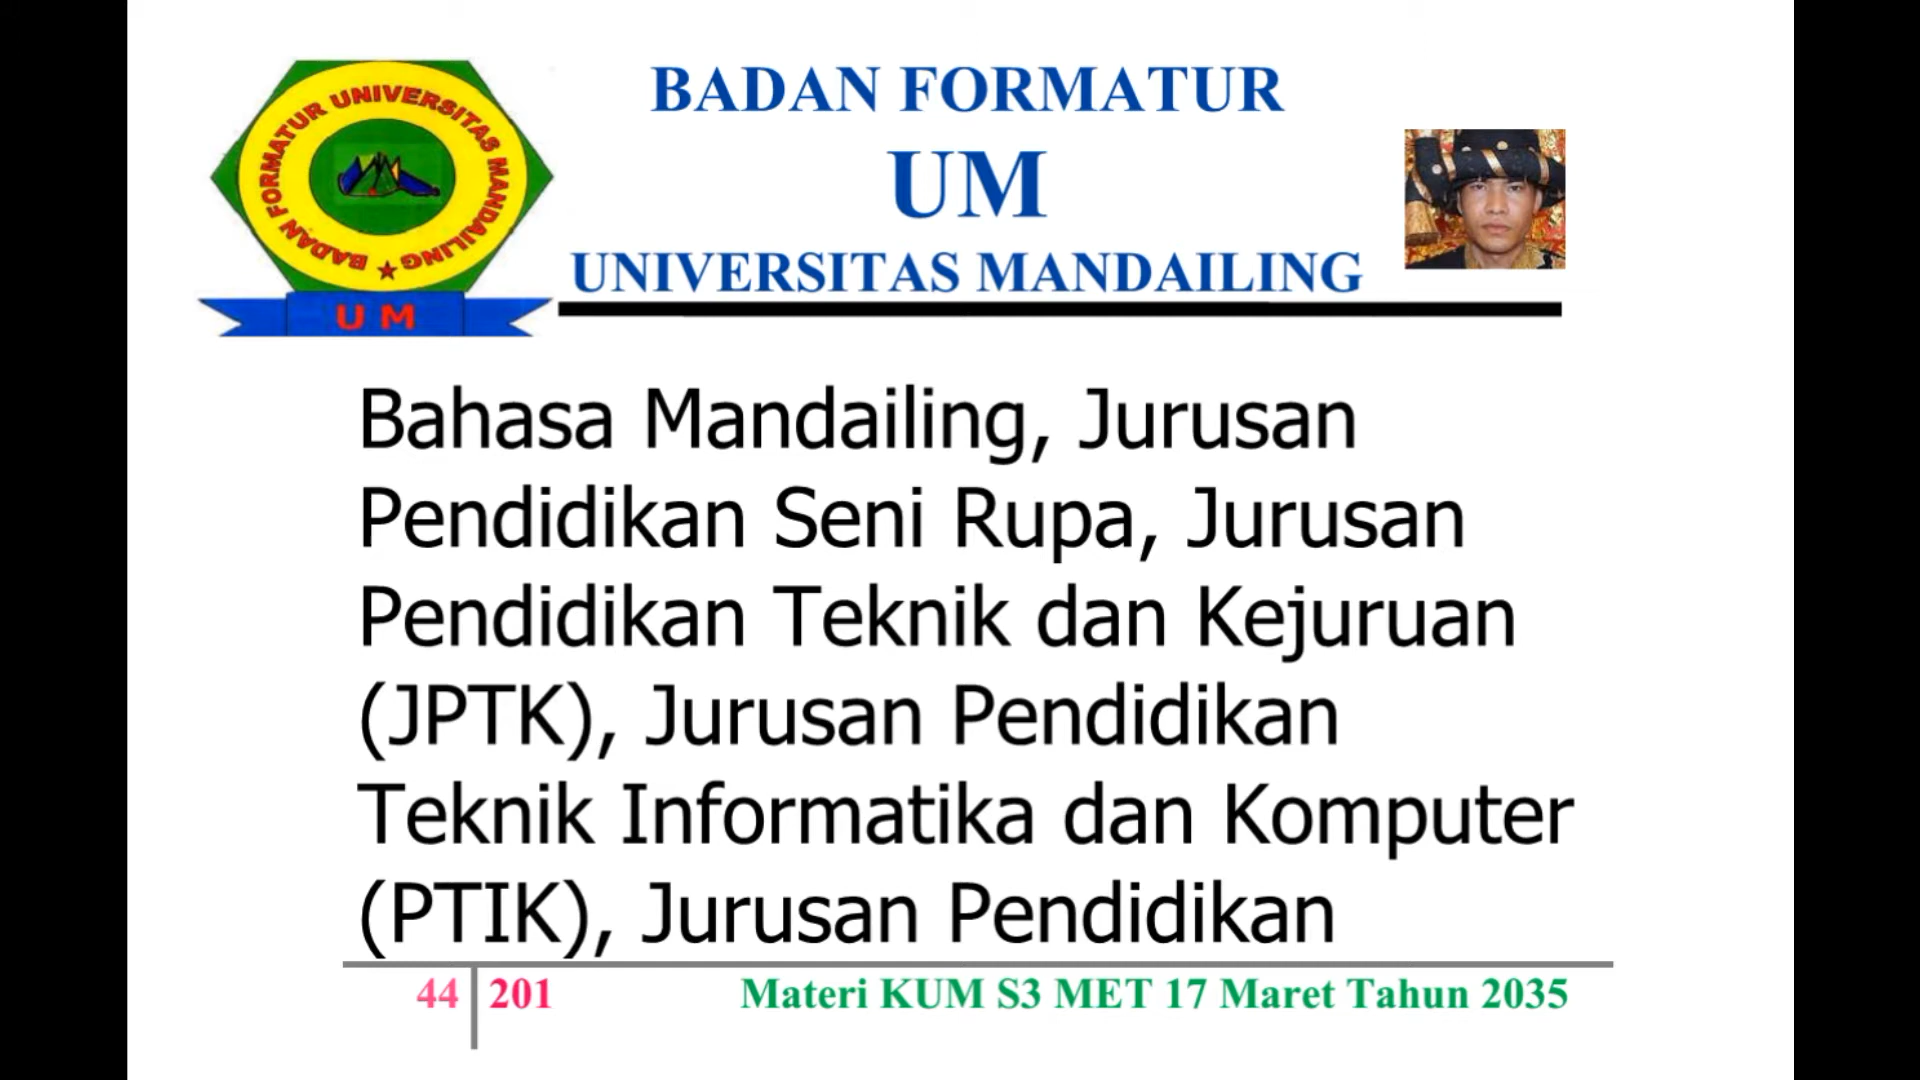 BADAN FORMATUR UNIVERSITAS MANDAILING
U M
BADAN FORMATUR
UM
UNIVERSITAS MANDAILING
Bahasa Mandailing, Jurusan
Pendidikan Seni Rupa, Jurusan
Pendidikan Teknik dan Kejuruan
(JPTK), Jurusan Pendidikan
Teknik Informatika dan Komputer
(PTIK), Jurusan Pendidikan
44 201 Materi KUM S3 MET 17 Maret Tahun 2035